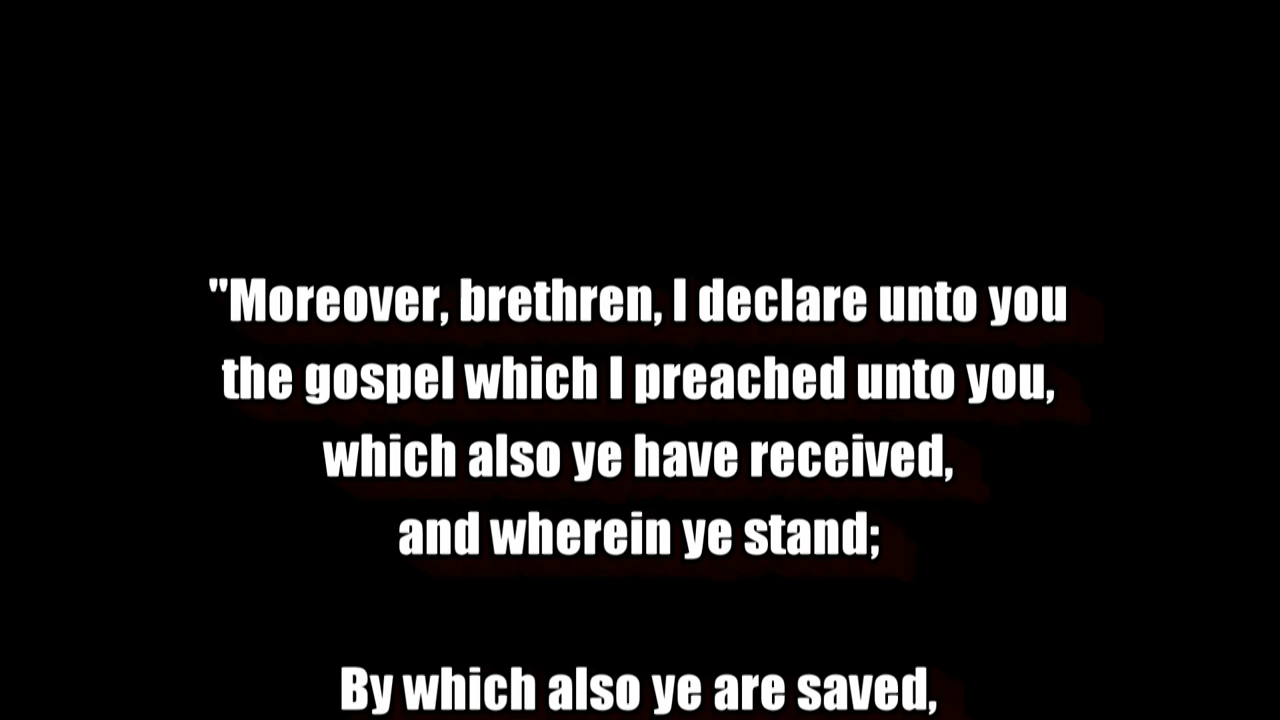 "Moreover, brethren, I declare unto you
the gospel which I preached unto you,
which also ye have received,
and wherein ye stand;
By which also ye are saved,